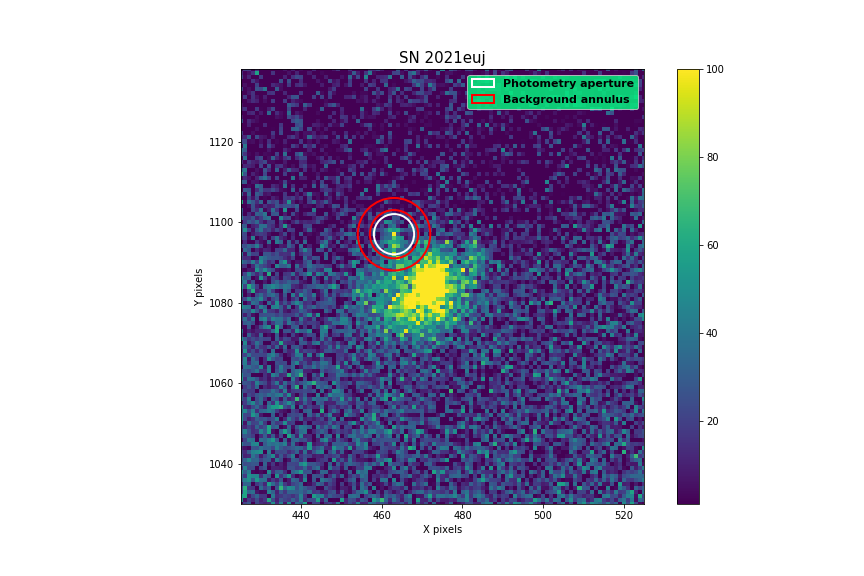 SN 2021euj
Photometry aperture
Background annulus
100
80
60
40
20
1120
1100
1080
1060
1040
Y pixels
440 460 480 500 520
X pixels